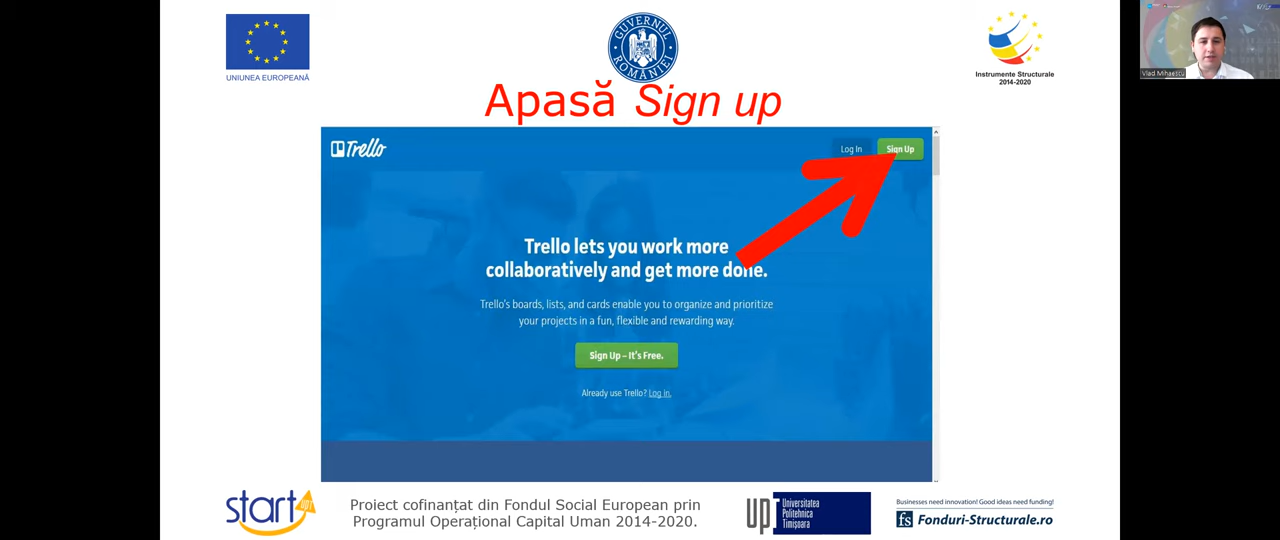 UNIUNEA EUROPEANĂ
GUVERNUL ROMÂNIEI
Instrumente Structurale
2014-2020
Vlad Mihaescu
Apasă Sign up
Trello
Log In
Sign Up
Trello lets you work more
collaboratively and get more done.
Trello's boards, lists, and cards enable you to organize and prioritize
your projects in a fun, flexible and rewarding way.
Sign Up – It's Free.
Already use Trello? Log in.
start UPT
Proiect cofinanțat din Fondul Social European prin
Programul Operațional Capital Uman 2014-2020.
UPT
Universitatea
Politehnica
Timișoara
Businesses need innovation! Good ideas need funding!
fs Fonduri-Structurale.ro